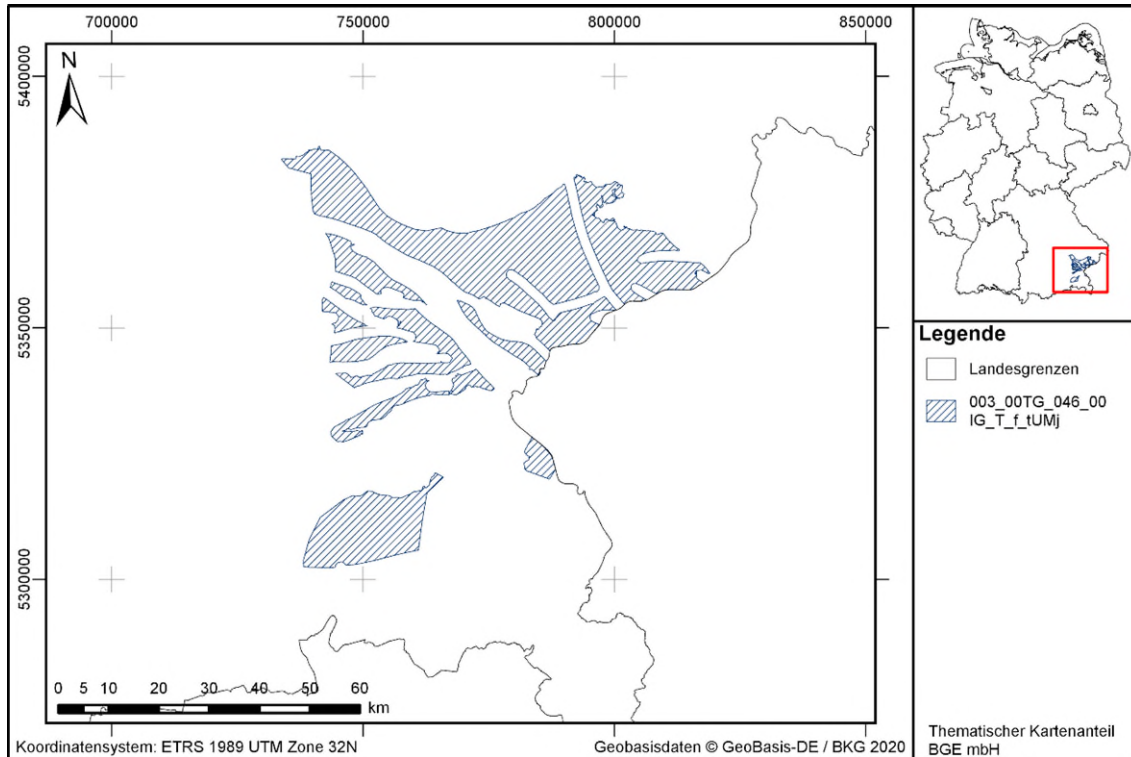 700000 750000 800000 850000
N
5400000
5350000
5300000
0 5 10 20 30 40 50 60
km
Koordinatensystem: ETRS 1989 UTM Zone 32N
Geobasisdaten © GeoBasis-DE / BKG 2020
Legende
Landesgrenzen
003_00TG_046_00
IG_T_f_tUMj
Thematischer Kartenanteil
BGE mbH